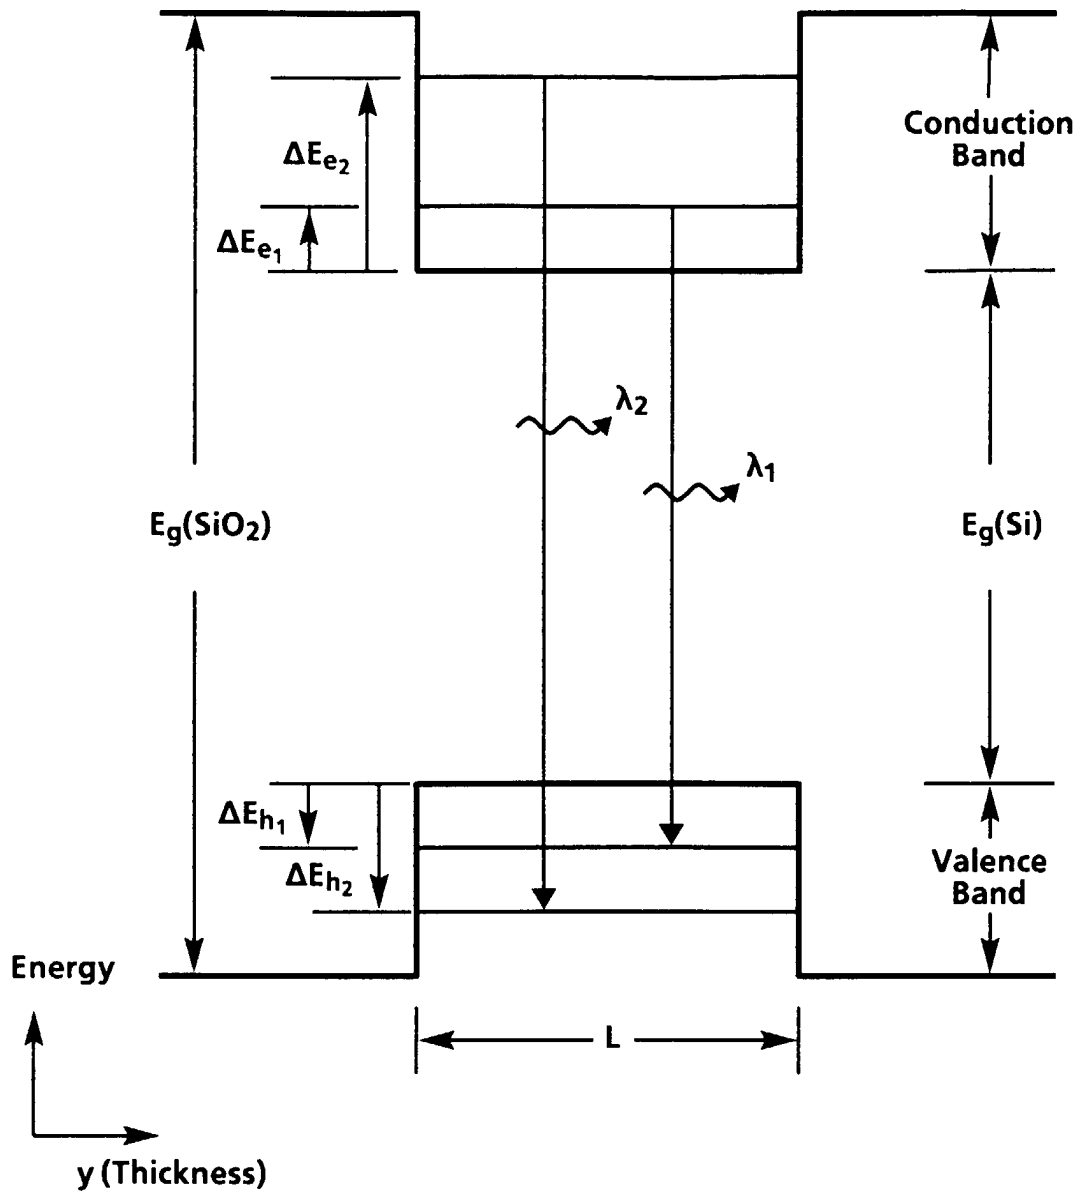 Conduction
Band
ΔEe2
ΔEe1
λ2
λ1
Eg(SiO2)
Eg(Si)
ΔEh1
ΔEh2
Valence
Band
Energy
L
y (Thickness)